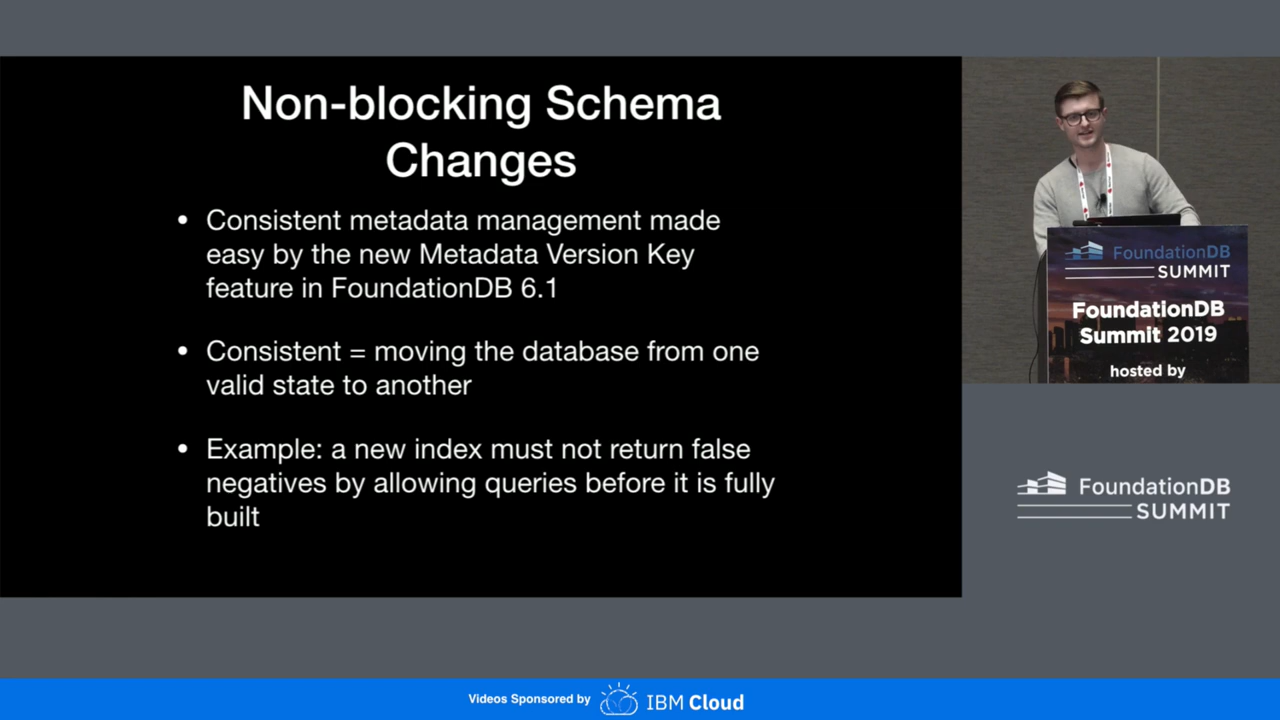 Non-blocking Schema
Changes
• Consistent metadata management made
easy by the new Metadata Version Key
feature in FoundationDB 6.1
• Consistent = moving the database from one
valid state to another
• Example: a new index must not return false
negatives by allowing queries before it is fully
built
FoundationDB
SUMMIT
FoundationDB
Summit 2019
hosted by
FoundationDB
SUMMIT
Videos Sponsored by IBM Cloud